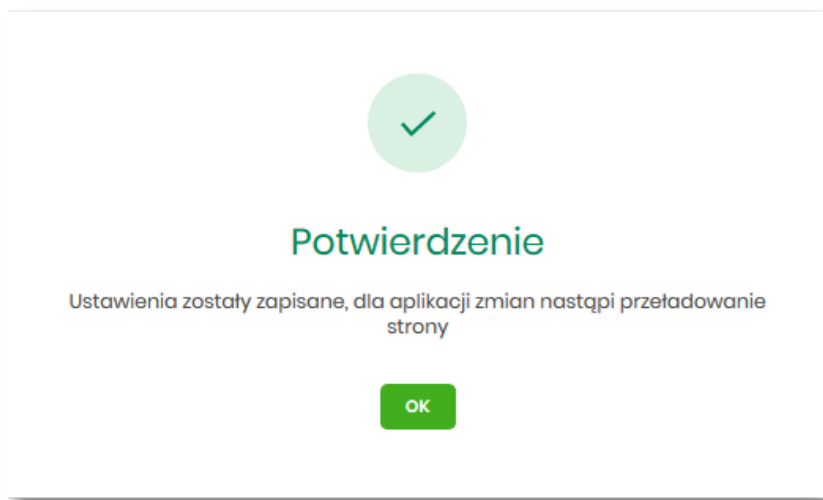 Potwierdzenie
Ustawienia zostały zapisane, dla aplikacji zmian nastąpi przeładowanie
strony
OK